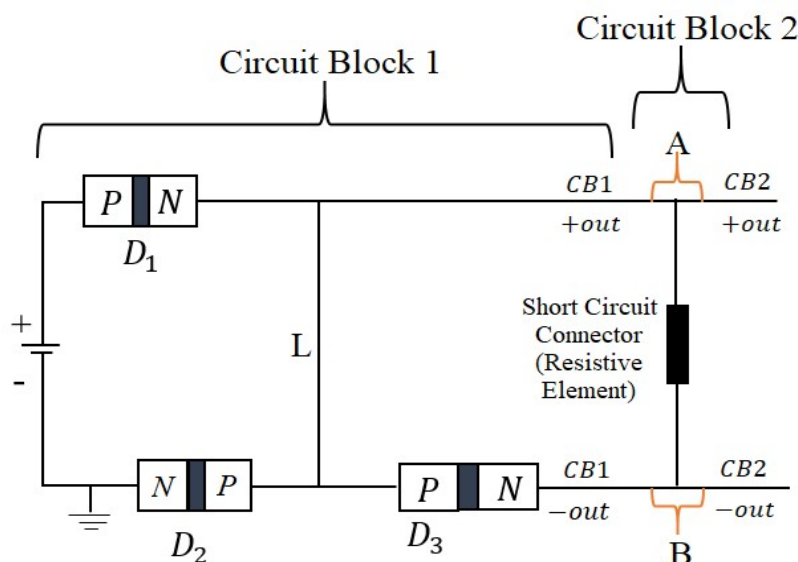 Circuit Block 2
Circuit Block 1
A
P N
CB1
CB2
+out
+out
D1
+
-
L
Short Circuit
Connector
(Resistive
Element)
N P
P N
CB1
CB2
-out
-out
D2
D3
B